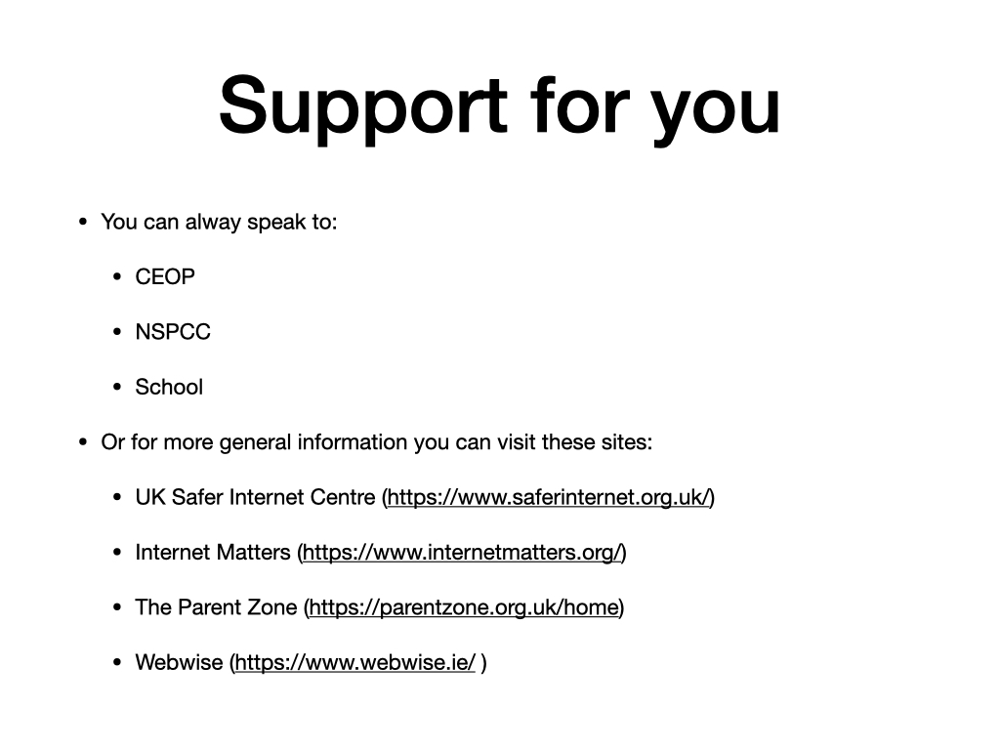 Support for you
• You can alway speak to:
• CEOP
• NSPCC
• School
• Or for more general information you can visit these sites:
• UK Safer Internet Centre (https://www.saferinternet.org.uk/)
• Internet Matters (https://www.internetmatters.org/)
• The Parent Zone (https://parentzone.org.uk/home)
• Webwise (https://www.webwise.ie/ )